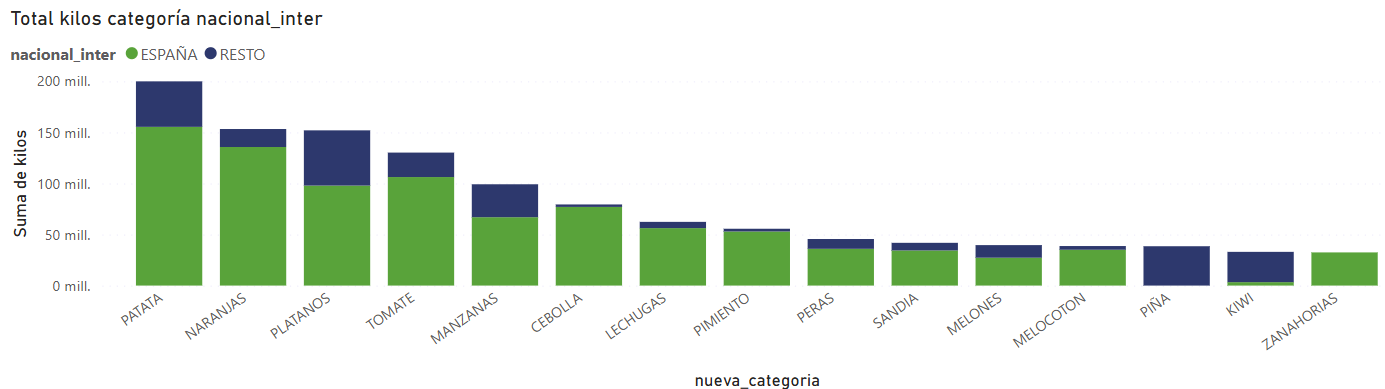 Total kilos categoría nacional_inter
nacional_inter ESPAÑA RESTO
200 mill.
150 mill.
100 mill.
50 mill.
0 mill.
Suma de kilos
PATATA
NARANJAS
PLATANOS
TOMATE
MANZANAS
CEBOLLA
LECHUGAS
PIMIENTO
PERAS
SANDIA
MELONES
MELOCOTON
PIÑA
KIWI
ZANAHORIAS
nueva_categoria